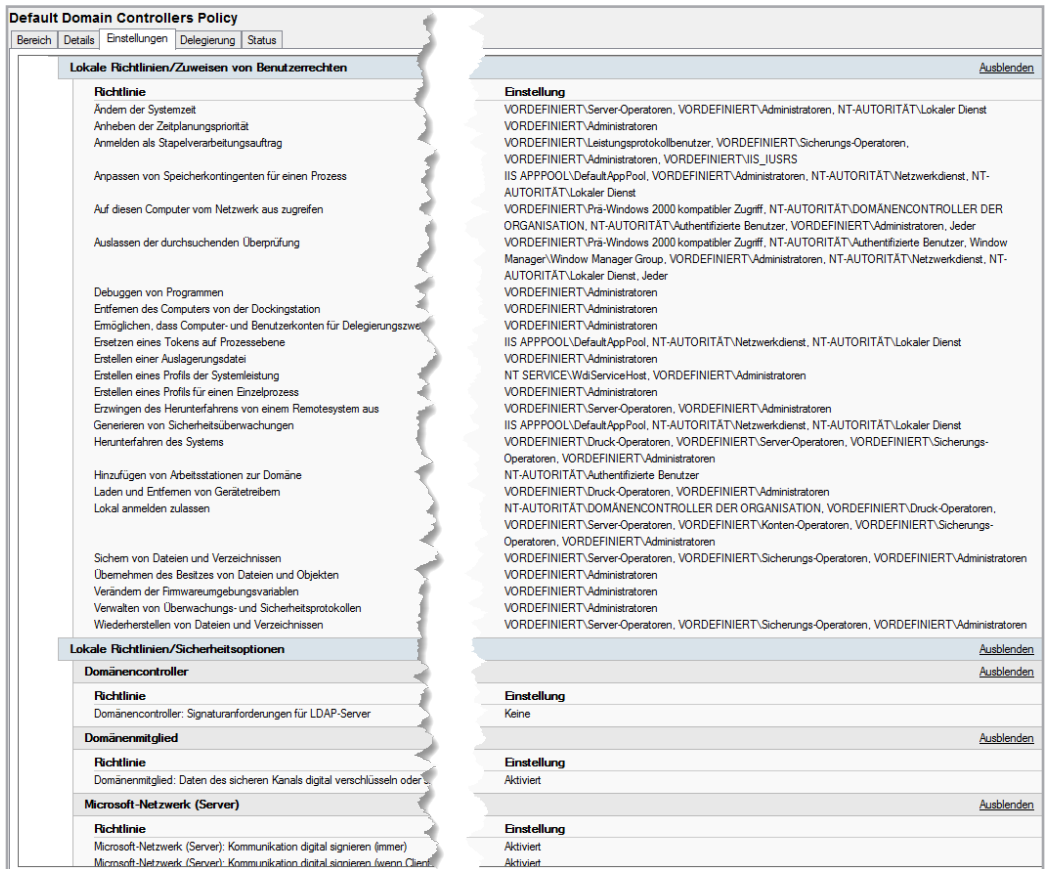 Default Domain Controllers Policy
Bereich Details Einstellungen Delegierung Status
Lokale Richtlinien/Zuweisen von Benutzerrechten Ausblenden
Richtlinie Einstellung
Ändern der Systemzeit VORDEFINIERT\Server-Operatoren, VORDEFINIERT\Administratoren, NT-AUTORITÄT\Lokaler Dienst
Anheben der Zeitplanungspriorität VORDEFINIERT\Administratoren
Anmelden als Stapelverarbeitungsauftrag VORDEFINIERT\Leistungsprotokollbenutzer, VORDEFINIERT\Sicherungs-Operatoren,
VORDEFINIERT\Administratoren, VORDEFINIERT\IIS_IUSRS
Anpassen von Speicherkontingenten für einen Prozess IIS APPPOOL\DefaultAppPool, VORDEFINIERT\Administratoren, NT-AUTORITÄT\Netzwerkdienst, NT-
AUTORITÄT\Lokaler Dienst
Auf diesen Computer vom Netzwerk aus zugreifen VORDEFINIERT\Prä-Windows 2000 kompatibler Zugriff, NT-AUTORITÄT\DOMÄNENCONTROLLER DER
ORGANISATION, NT-AUTORITÄT\Authentifizierte Benutzer, VORDEFINIERT\Administratoren, Jeder
Auslassen der durchsuchenden Überprüfung VORDEFINIERT\Prä-Windows 2000 kompatibler Zugriff, NT-AUTORITÄT\Authentifizierte Benutzer, Window
Manager\Window Manager Group, VORDEFINIERT\Administratoren, NT-AUTORITÄT\Netzwerkdienst, NT-
AUTORITÄT\Lokaler Dienst, Jeder
Debuggen von Programmen VORDEFINIERT\Administratoren
Entfernen des Computers von der Dockingstation VORDEFINIERT\Administratoren
Ermöglichen, dass Computer- und Benutzerkonten für Delegierungszwe VORDEFINIERT\Administratoren
Ersetzen eines Tokens auf Prozessebene IIS APPPOOL\DefaultAppPool, NT-AUTORITÄT\Netzwerkdienst, NT-AUTORITÄT\Lokaler Dienst
Erstellen einer Auslagerungsdatei VORDEFINIERT\Administratoren
Erstellen eines Profils der Systemleistung NT SERVICE\WdiServiceHost, VORDEFINIERT\Administratoren
Erstellen eines Profils für einen Einzelprozess VORDEFINIERT\Administratoren
Erzwingen des Herunterfahrens von einem Remotesystem aus VORDEFINIERT\Server-Operatoren, VORDEFINIERT\Administratoren
Generieren von Sicherheitsüberwachungen IIS APPPOOL\DefaultAppPool, NT-AUTORITÄT\Netzwerkdienst, NT-AUTORITÄT\Lokaler Dienst
Herunterfahren des Systems VORDEFINIERT\Druck-Operatoren, VORDEFINIERT\Server-Operatoren, VORDEFINIERT\Sicherungs-
Operatoren, VORDEFINIERT\Administratoren
Hinzufügen von Arbeitsstationen zur Domäne NT-AUTORITÄT\Authentifizierte Benutzer
Laden und Entfernen von Gerätetreibern VORDEFINIERT\Druck-Operatoren, VORDEFINIERT\Administratoren
Lokal anmelden zulassen NT-AUTORITÄT\DOMÄNENCONTROLLER DER ORGANISATION, VORDEFINIERT\Druck-Operatoren,
VORDEFINIERT\Server-Operatoren, VORDEFINIERT\Konten-Operatoren, VORDEFINIERT\Sicherungs-
Operatoren, VORDEFINIERT\Administratoren
Sichern von Dateien und Verzeichnissen VORDEFINIERT\Server-Operatoren, VORDEFINIERT\Sicherungs-Operatoren, VORDEFINIERT\Administratoren
Übernehmen des Besitzes von Dateien und Objekten VORDEFINIERT\Administratoren
Verändern der Firmwareumgebungsvariablen VORDEFINIERT\Administratoren
Verwalten von Überwachungs- und Sicherheitsprotokollen VORDEFINIERT\Administratoren
Wiederherstellen von Dateien und Verzeichnissen VORDEFINIERT\Server-Operatoren, VORDEFINIERT\Sicherungs-Operatoren, VORDEFINIERT\Administratoren
Lokale Richtlinien/Sicherheitsoptionen Ausblenden
Domänencontroller Ausblenden
Richtlinie Einstellung
Domänencontroller: Signaturanforderungen für LDAP-Server Keine
Domänenmitglied Ausblenden
Richtlinie Einstellung
Domänenmitglied: Daten des sicheren Kanals digital verschlüsseln oder Aktiviert
Microsoft-Netzwerk (Server) Ausblenden
Richtlinie Einstellung
Microsoft-Netzwerk (Server): Kommunikation digital signieren (immer) Aktiviert
Microsoft-Netzwerk (Server): Kommunikation digital signieren (wenn Client Aktiviert